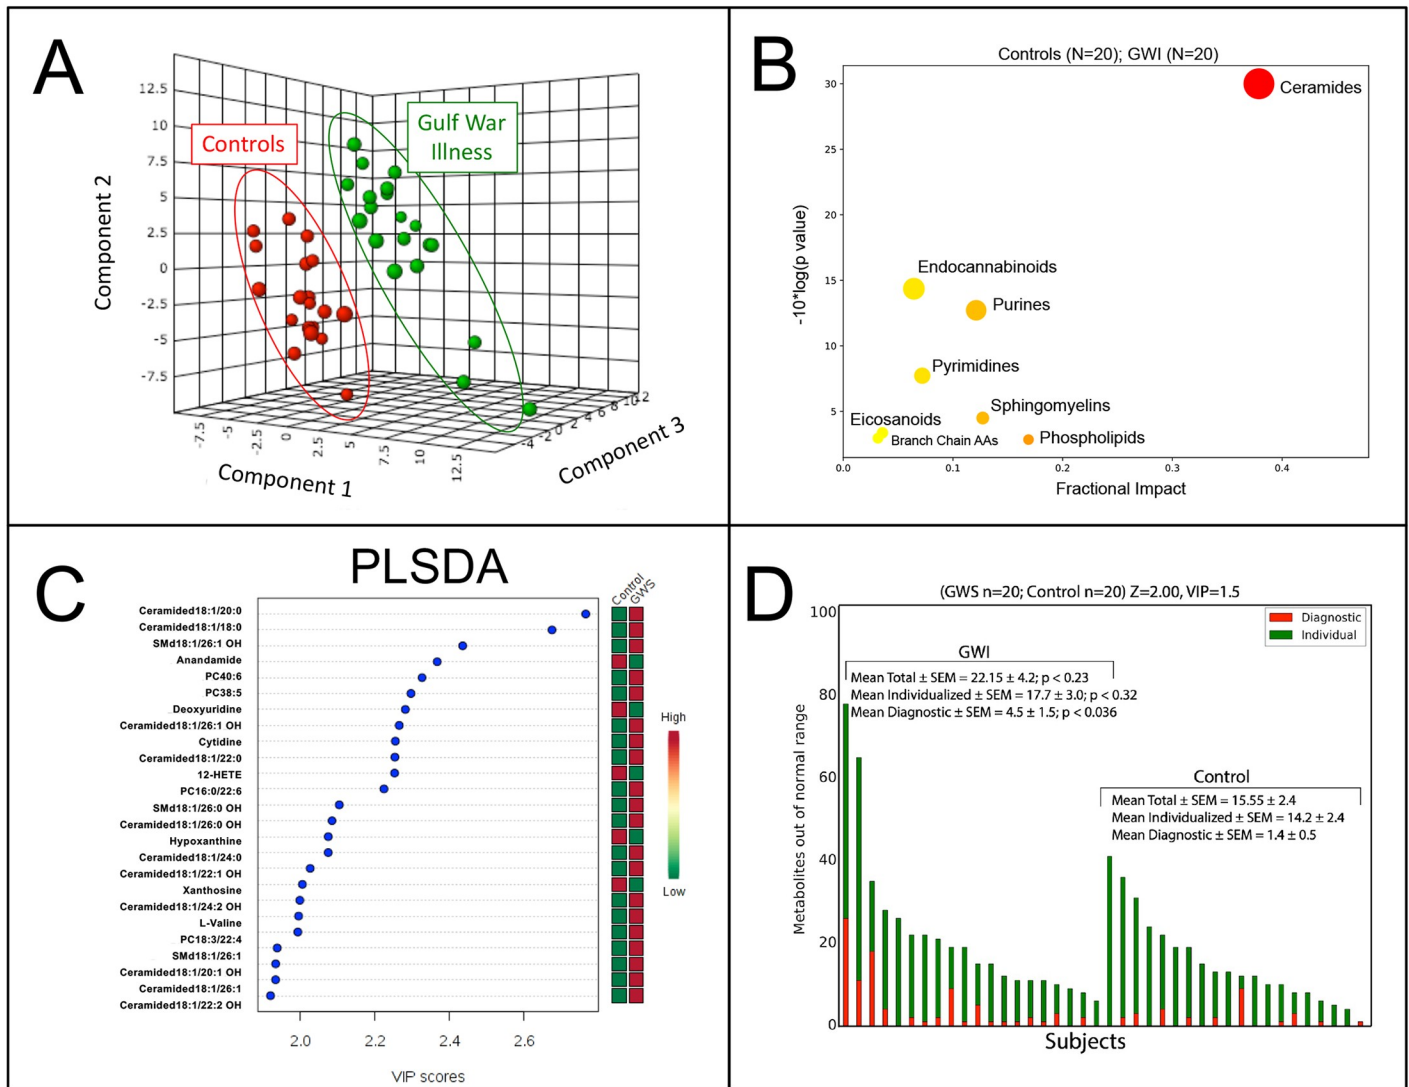 A
Controls
Gulf War
Illness
12.5
10
7.5
5
2.5
0
-2.5
-5
-7.5
Component 2
-7.5
-5
-2.5
0
2.5
5
7.5
10
12.5
Component 1
-4
-2
0
2
4
6
8
10
12
Component 3
B
Controls (N=20); GWI (N=20)
30
25
20
15
10
5
-10*log(p value)
Ceramides
Endocannabinoids
Purines
Pyrimidines
Sphingomyelins
Eicosanoids
Branch Chain AAs
Phospholipids
0.0
0.1
0.2
0.3
0.4
Fractional Impact
C
PLSDA
Control
GWS
Ceramided18:1/20:0
Ceramided18:1/18:0
SMd18:1/26:1 OH
Anandamide
PC40:6
PC38:5
Deoxyuridine
Ceramided18:1/26:1 OH
Cytidine
Ceramided18:1/22:0
12-HETE
PC16:0/22:6
SMd18:1/26:0 OH
Ceramided18:1/26:0 OH
Hypoxanthine
Ceramided18:1/24:0
Ceramided18:1/22:1 OH
Xanthosine
Ceramided18:1/24:2 OH
L-Valine
PC18:3/22:4
SMd18:1/26:1
Ceramided18:1/20:1 OH
Ceramided18:1/26:1
Ceramided18:1/22:2 OH
High
Low
2.0
2.2
2.4
2.6
VIP scores
D
(GWS n=20; Control n=20) Z=2.00, VIP=1.5
Diagnostic
Individual
GWI
Mean Total ± SEM = 22.15 ± 4.2; p < 0.23
Mean Individualized ± SEM = 17.7 ± 3.0; p < 0.32
Mean Diagnostic ± SEM = 4.5 ± 1.5; p < 0.036
Control
Mean Total ± SEM = 15.55 ± 2.4
Mean Individualized ± SEM = 14.2 ± 2.4
Mean Diagnostic ± SEM = 1.4 ± 0.5
100
80
60
40
20
0
Metabolites out of normal range
Subjects